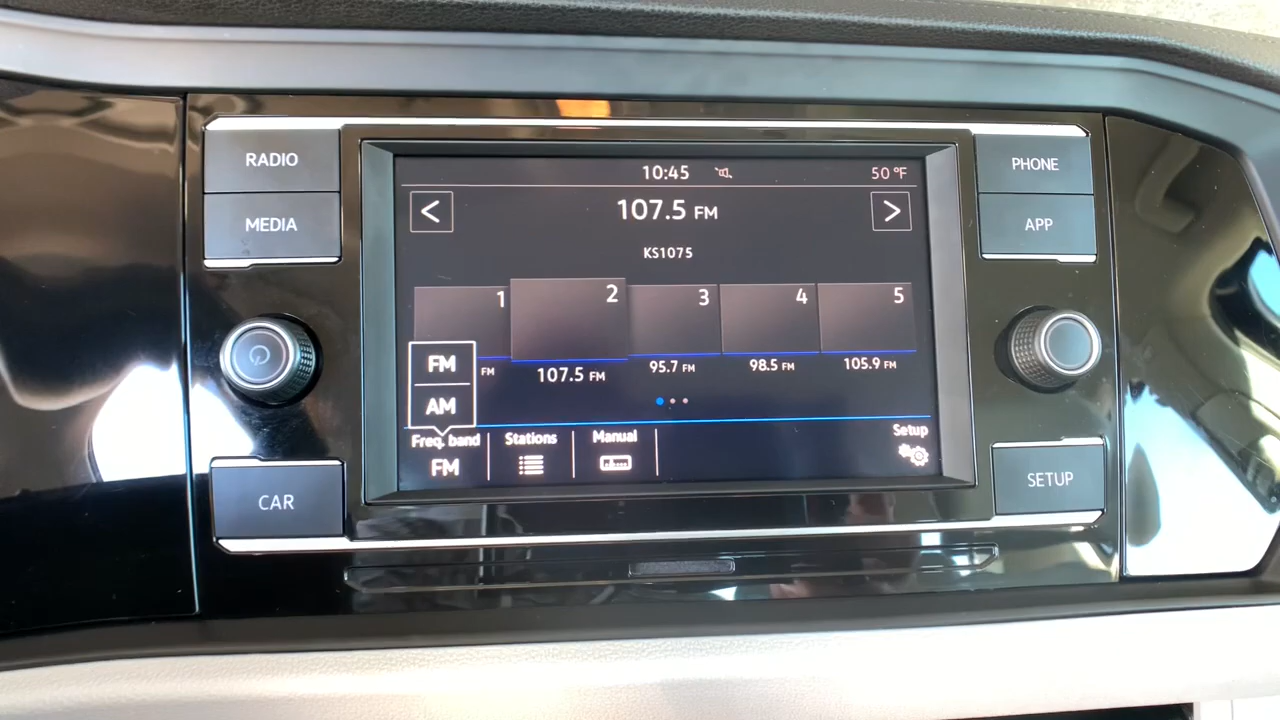 RADIO
MEDIA
CAR
PHONE
APP
SETUP
10:45
50 °F
<
107.5 FM
>
KS1075
1
2
3
4
5
FM
107.5 FM
95.7 FM
98.5 FM
105.9 FM
FM
AM
Freq. band
FM
Stations
Manual
Setup